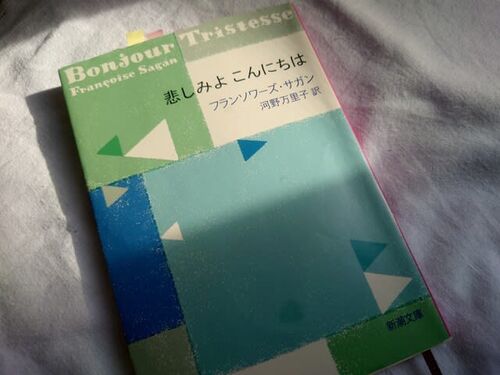 Bonjour Tristesse
Françoise Sagan
悲しみよ こんにちは
フランソワーズ・サガン
河野万里子 訳
新潮文庫